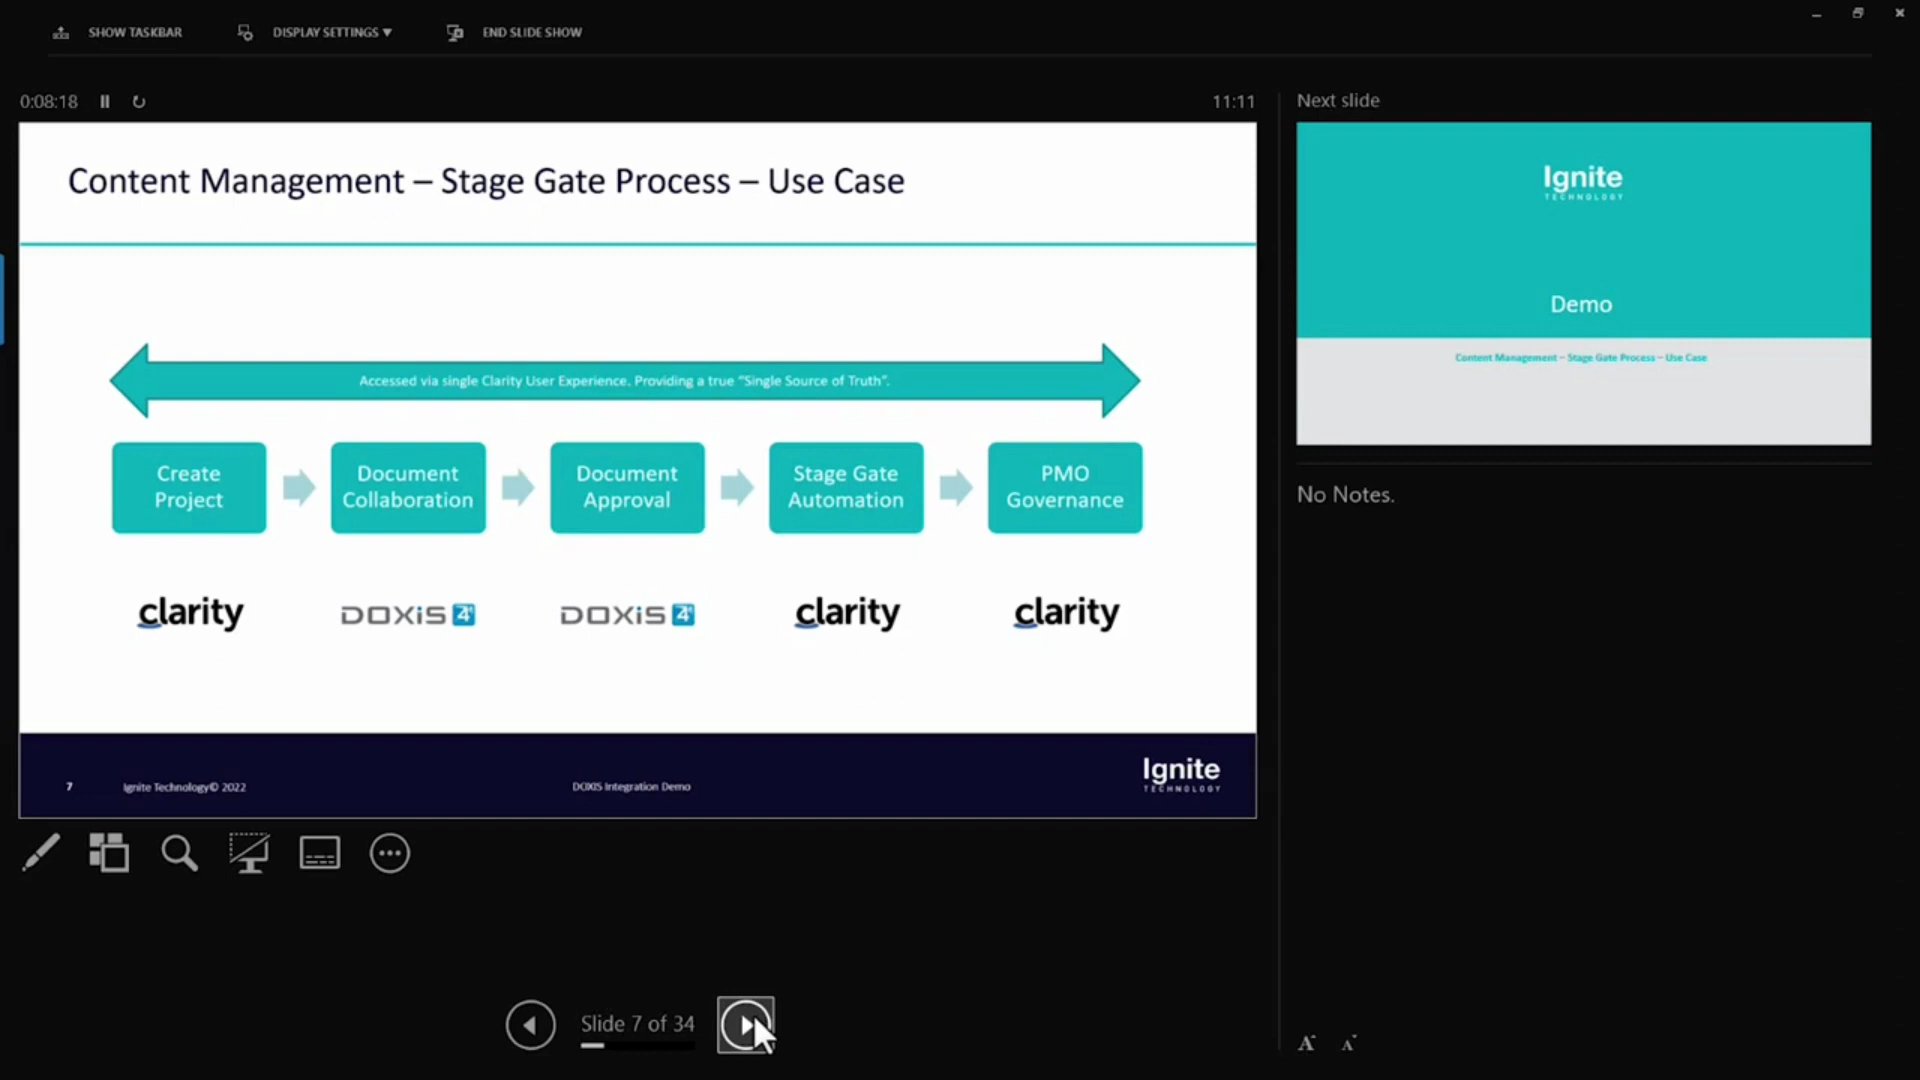 SHOW TASKBAR
DISPLAY SETTINGS ▼
END SLIDE SHOW
0:08:18
11:11
Next slide
Content Management – Stage Gate Process – Use Case
Accessed via single Clarity User Experience. Providing a true “Single Source of Truth”.
Create
Project
Document
Collaboration
Document
Approval
Stage Gate
Automation
PMO
Governance
clarity
DOXiS 4
DOXiS 4
clarity
clarity
7
Ignite Technology© 2022
DOXIS Integration Demo
Ignite
TECHNOLOGY
Ignite
TECHNOLOGY
Demo
Content Management – Stage Gate Process – Use Case
No Notes.
Slide 7 of 34
A A